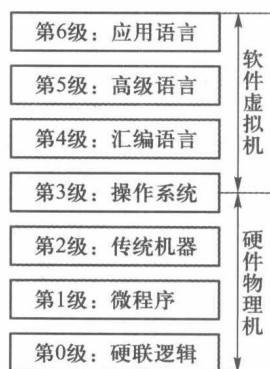 第6级：应用语言
第5级：高级语言
第4级：汇编语言
第3级：操作系统
第2级：传统机器
第1级：微程序
第0级：硬联逻辑
软件虚拟机
硬件物理机